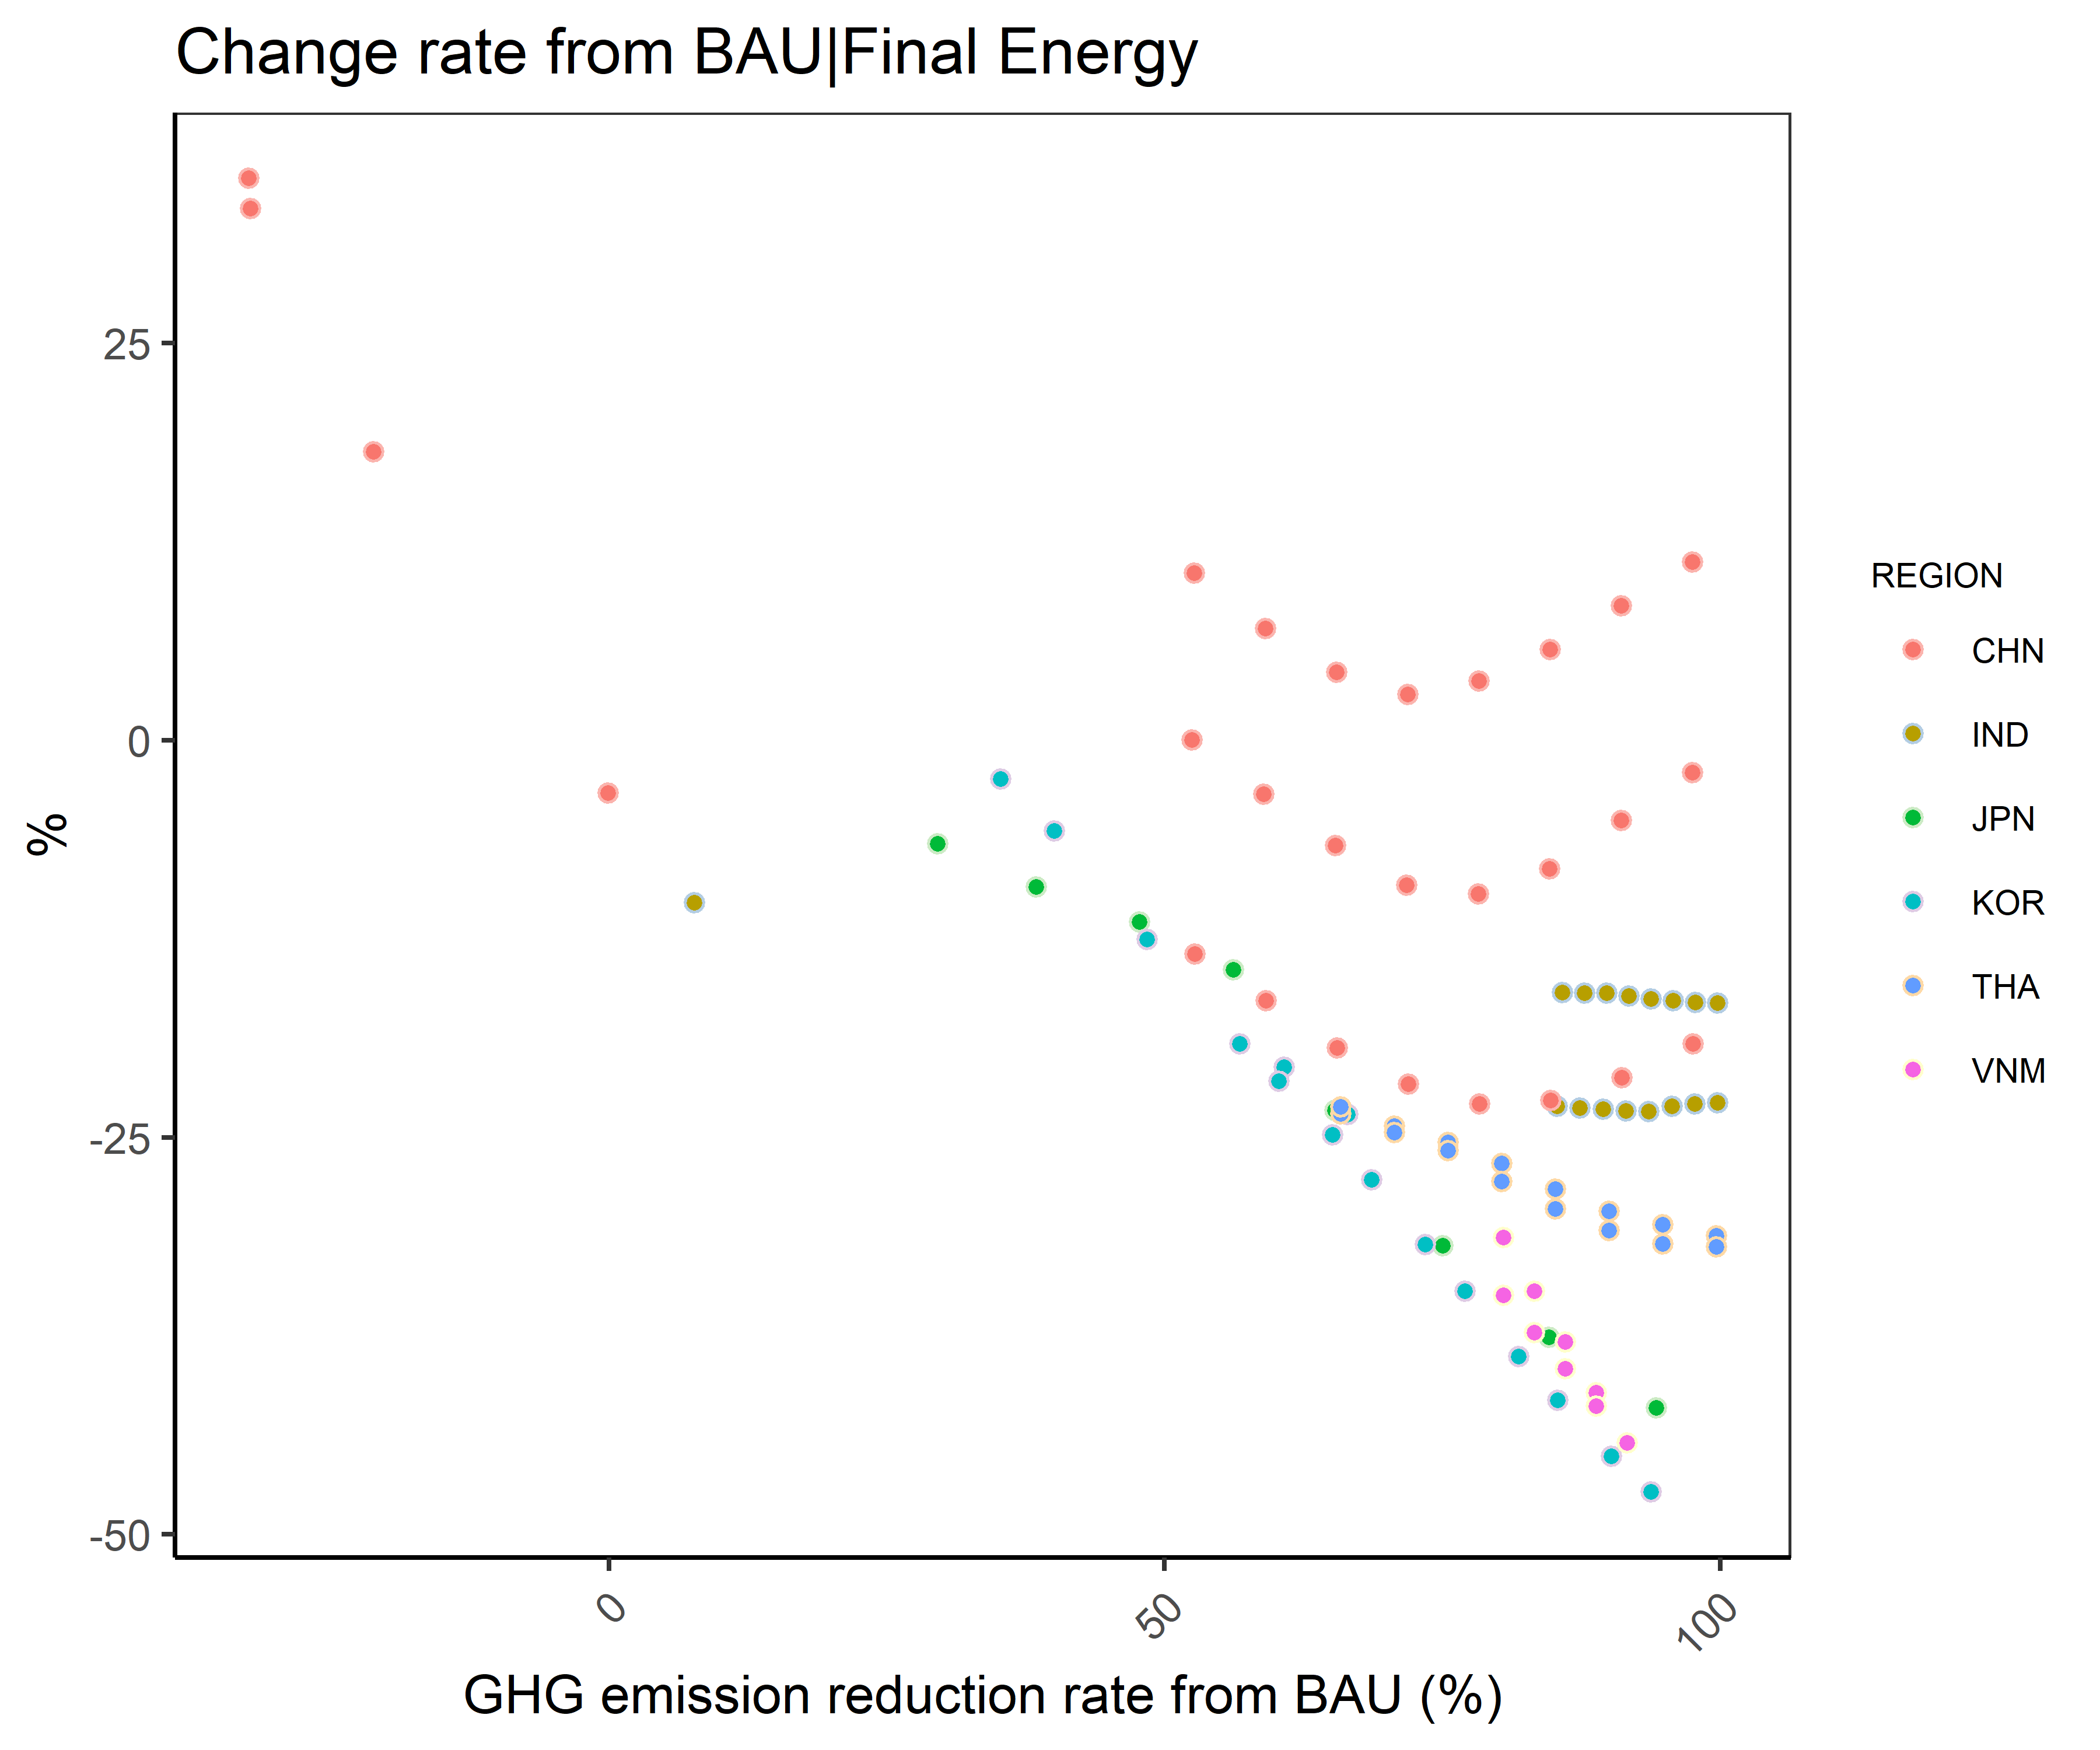 Change rate from BAU|Final Energy
25
0
-25
-50
%
0
50
100
GHG emission reduction rate from BAU (%)
REGION
CHN
IND
JPN
KOR
THA
VNM